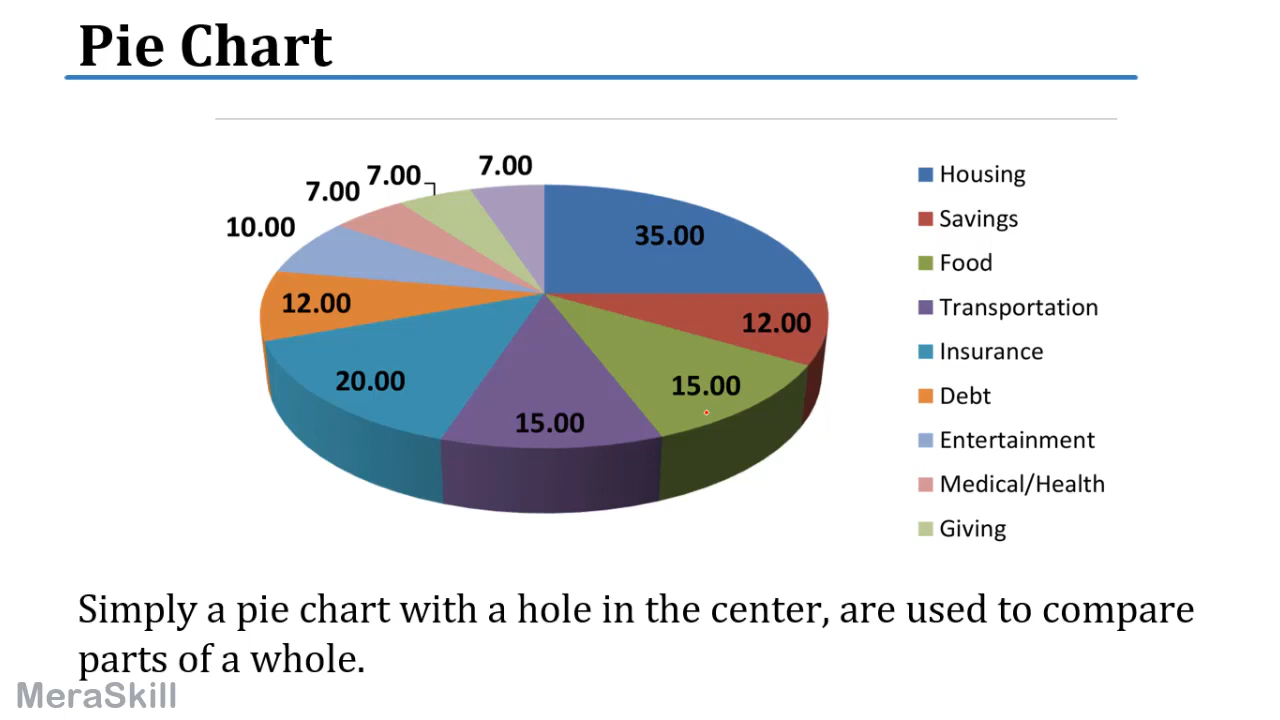 Pie Chart
7.00
7.00
7.00
10.00
35.00
12.00
12.00
20.00
15.00
15.00
Housing
Savings
Food
Transportation
Insurance
Debt
Entertainment
Medical/Health
Giving
Simply a pie chart with a hole in the center, are used to compare
parts of a whole.
MeraSkill